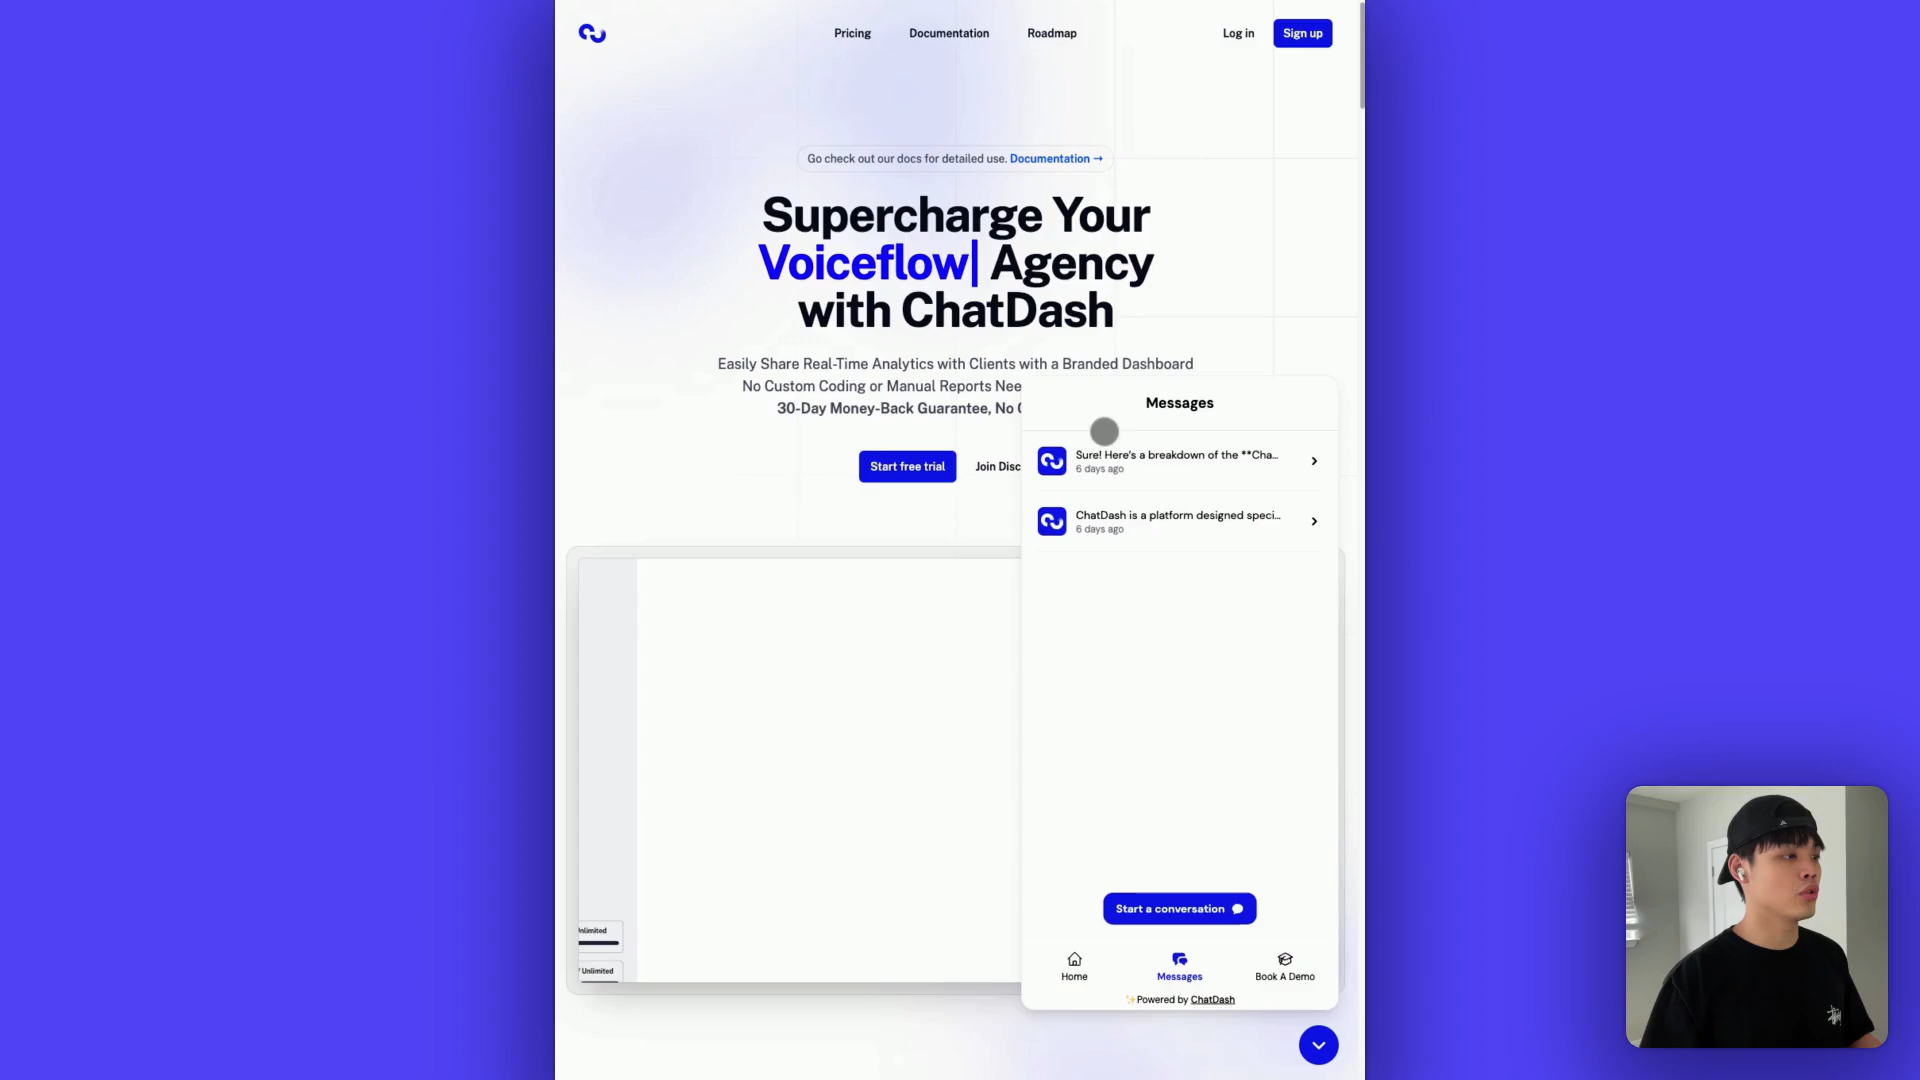 Pricing
Documentation
Roadmap
Log in
Sign up
Go check out our docs for detailed use. Documentation →
Supercharge Your
Voiceflow| Agency
with ChatDash
Easily Share Real-Time Analytics with Clients with a Branded Dashboard
No Custom Coding or Manual Reports Nee
30-Day Money-Back Guarantee, No
Start free trial
Join Disc
Messages
Sure! Here's a breakdown of the **Cha...
6 days ago
ChatDash is a platform designed speci...
6 days ago
Unlimited
/ Unlimited
Start a conversation
Home
Messages
Book A Demo
✨Powered by ChatDash